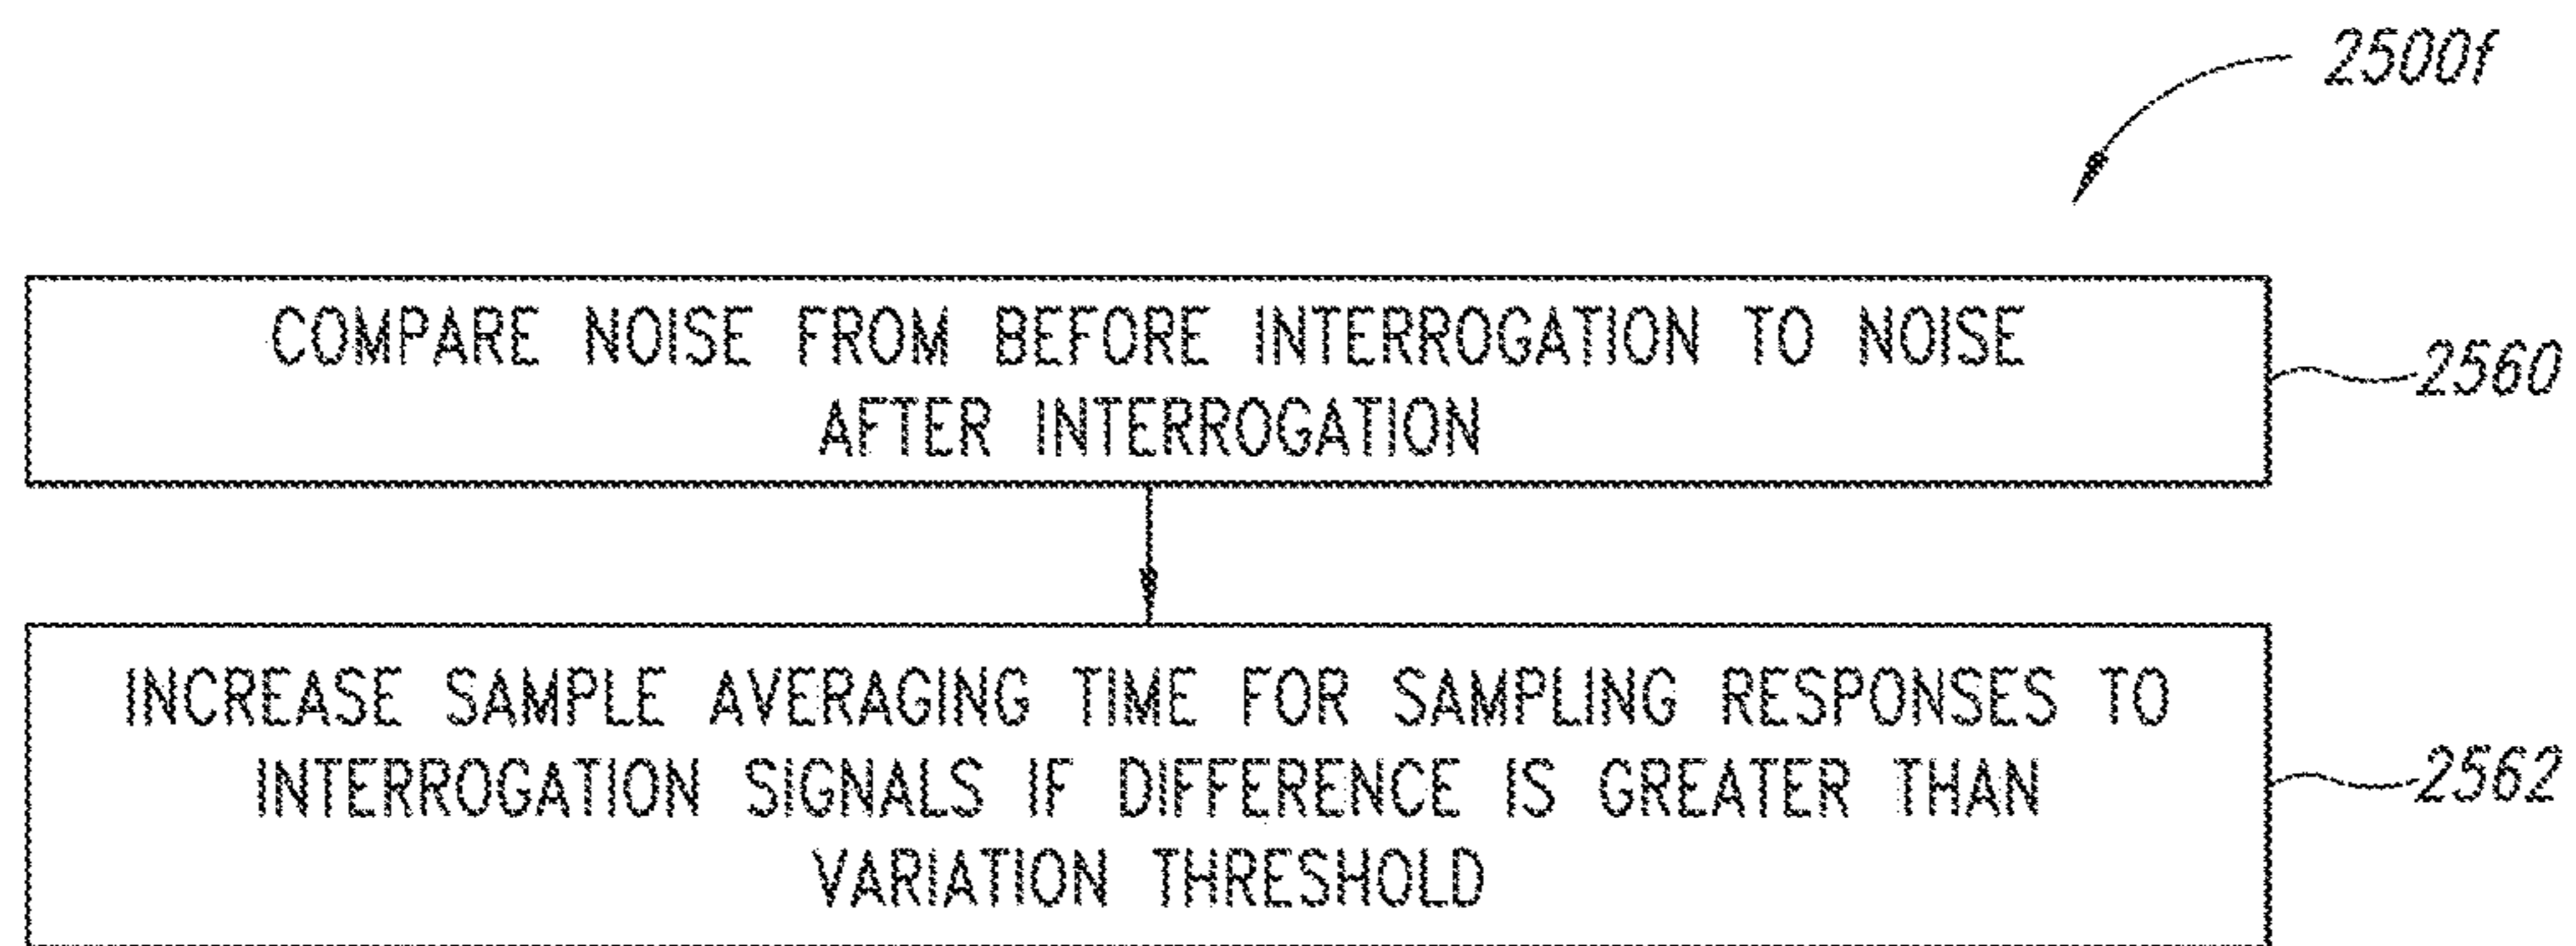 2500f
COMPARE NOISE FROM BEFORE INTERROGATION TO NOISE
AFTER INTERROGATION
2560
INCREASE SAMPLE AVERAGING TIME FOR SAMPLING RESPONSES TO
INTERROGATION SIGNALS IF DIFFERENCE IS GREATER THAN
VARIATION THRESHOLD
2562